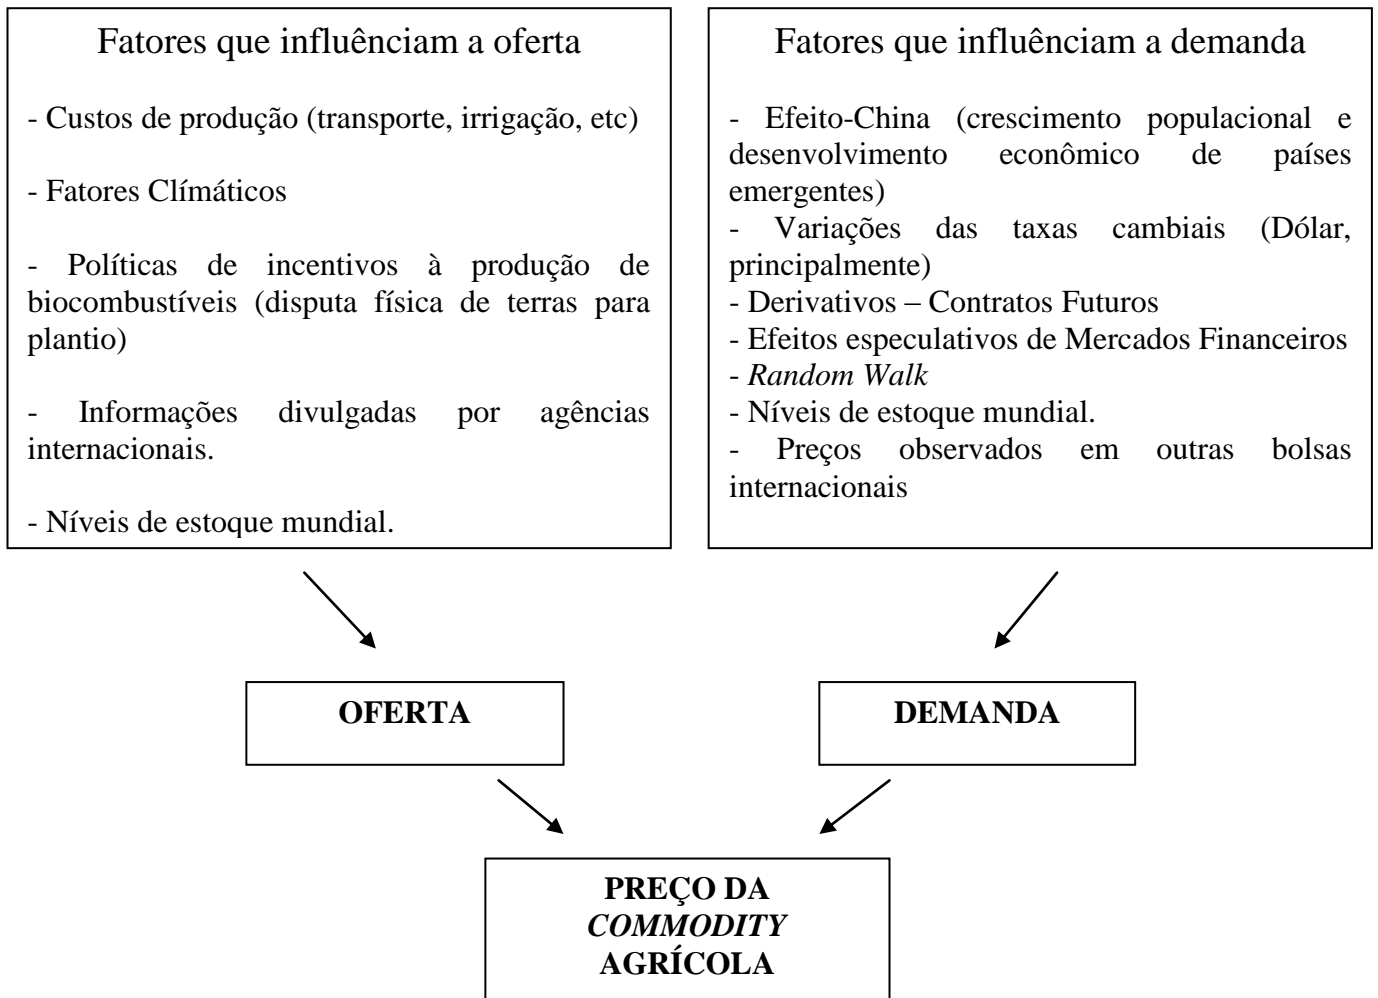 Fatores que influênciam a oferta
- Custos de produção (transporte, irrigação, etc)
- Fatores Clímáticos
- Políticas de incentivos à produção de
biocombustíveis (disputa física de terras para
plantio)
- Informações divulgadas por agências
internacionais.
- Níveis de estoque mundial.
Fatores que influênciam a demanda
- Efeito-China (crescimento populacional e
desenvolvimento econômico de países
emergentes)
- Variações das taxas cambiais (Dólar,
principalmente)
- Derivativos – Contratos Futuros
- Efeitos especulativos de Mercados Financeiros
- Random Walk
- Níveis de estoque mundial.
- Preços observados em outras bolsas
internacionais
OFERTA
DEMANDA
PREÇO DA
COMMODITY
AGRÍCOLA